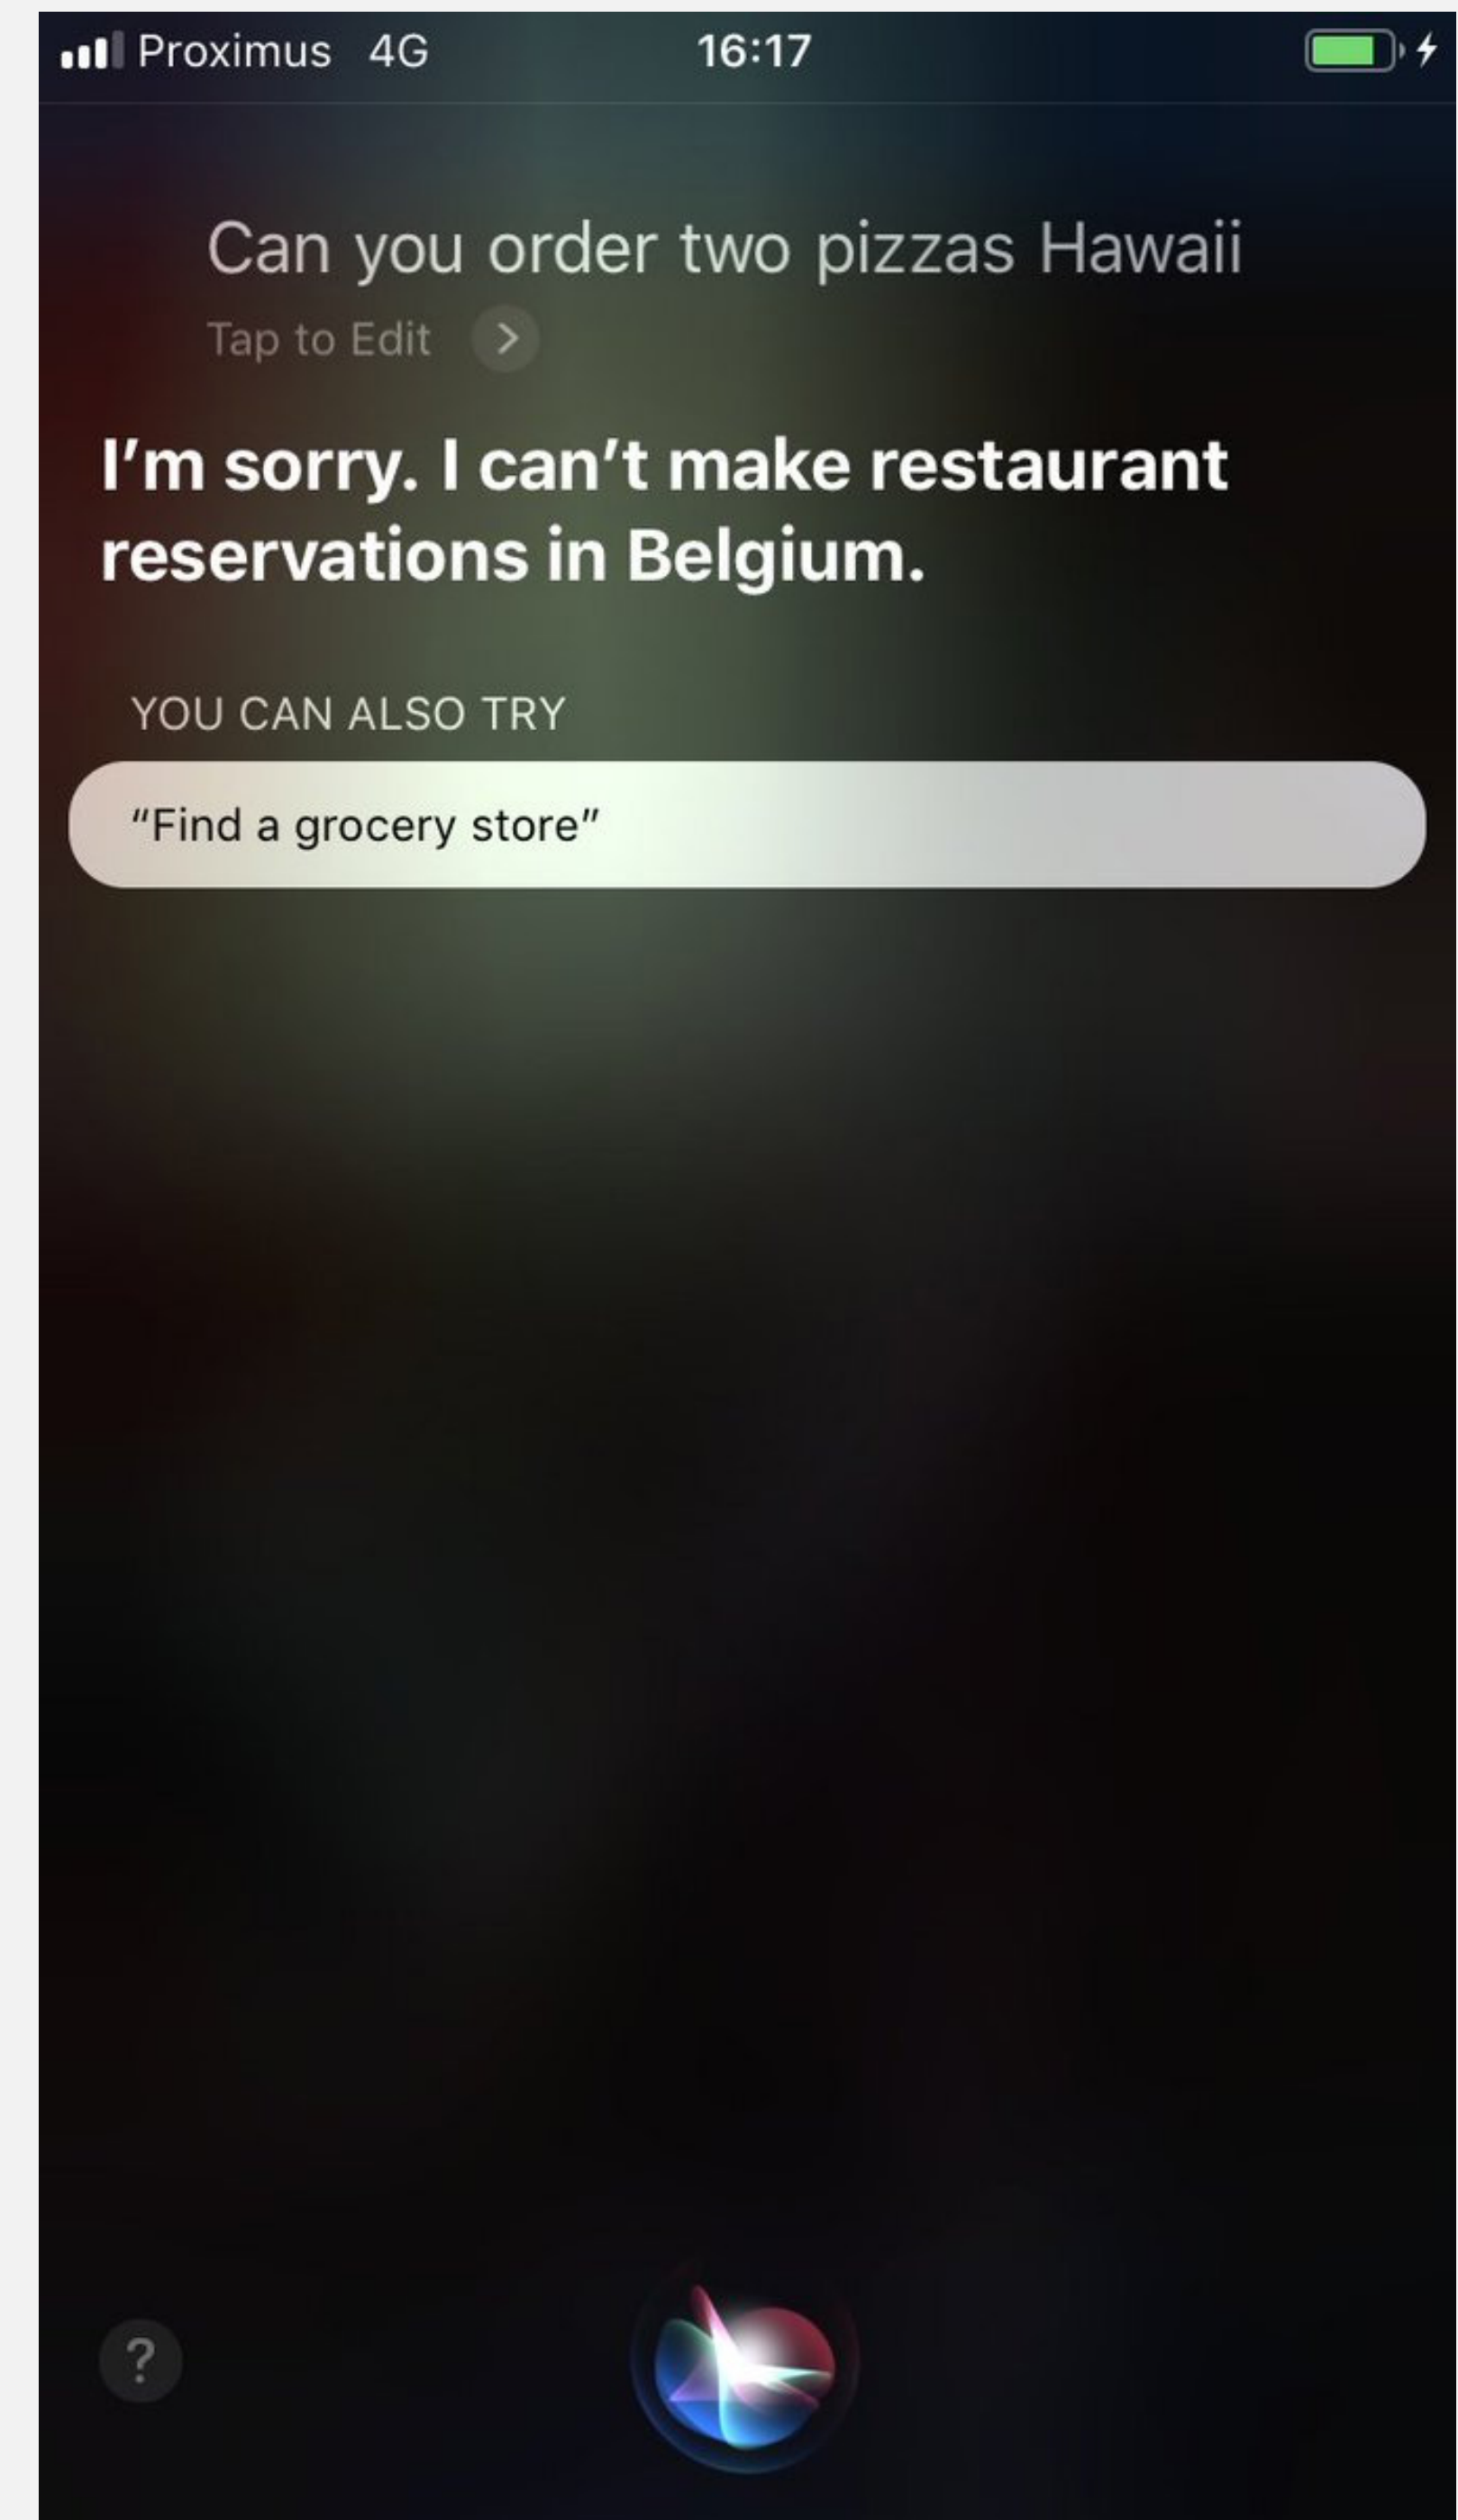 Proximus 4G 16:17
Can you order two pizzas Hawaii
Tap to Edit >
I’m sorry. I can’t make restaurant
reservations in Belgium.
YOU CAN ALSO TRY
“Find a grocery store”
?